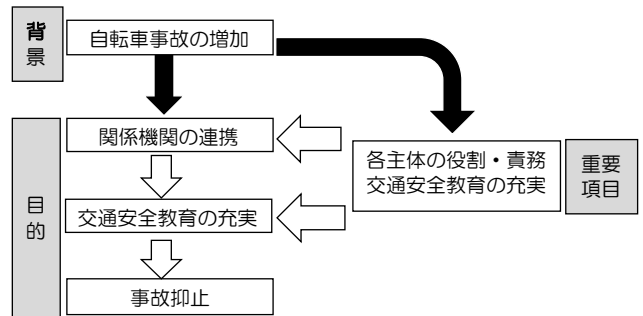 背景
自転車事故の増加
関係機関の連携
各主体の役割・責務
交通安全教育の充実
重要
項目
目的
交通安全教育の充実
事故抑止